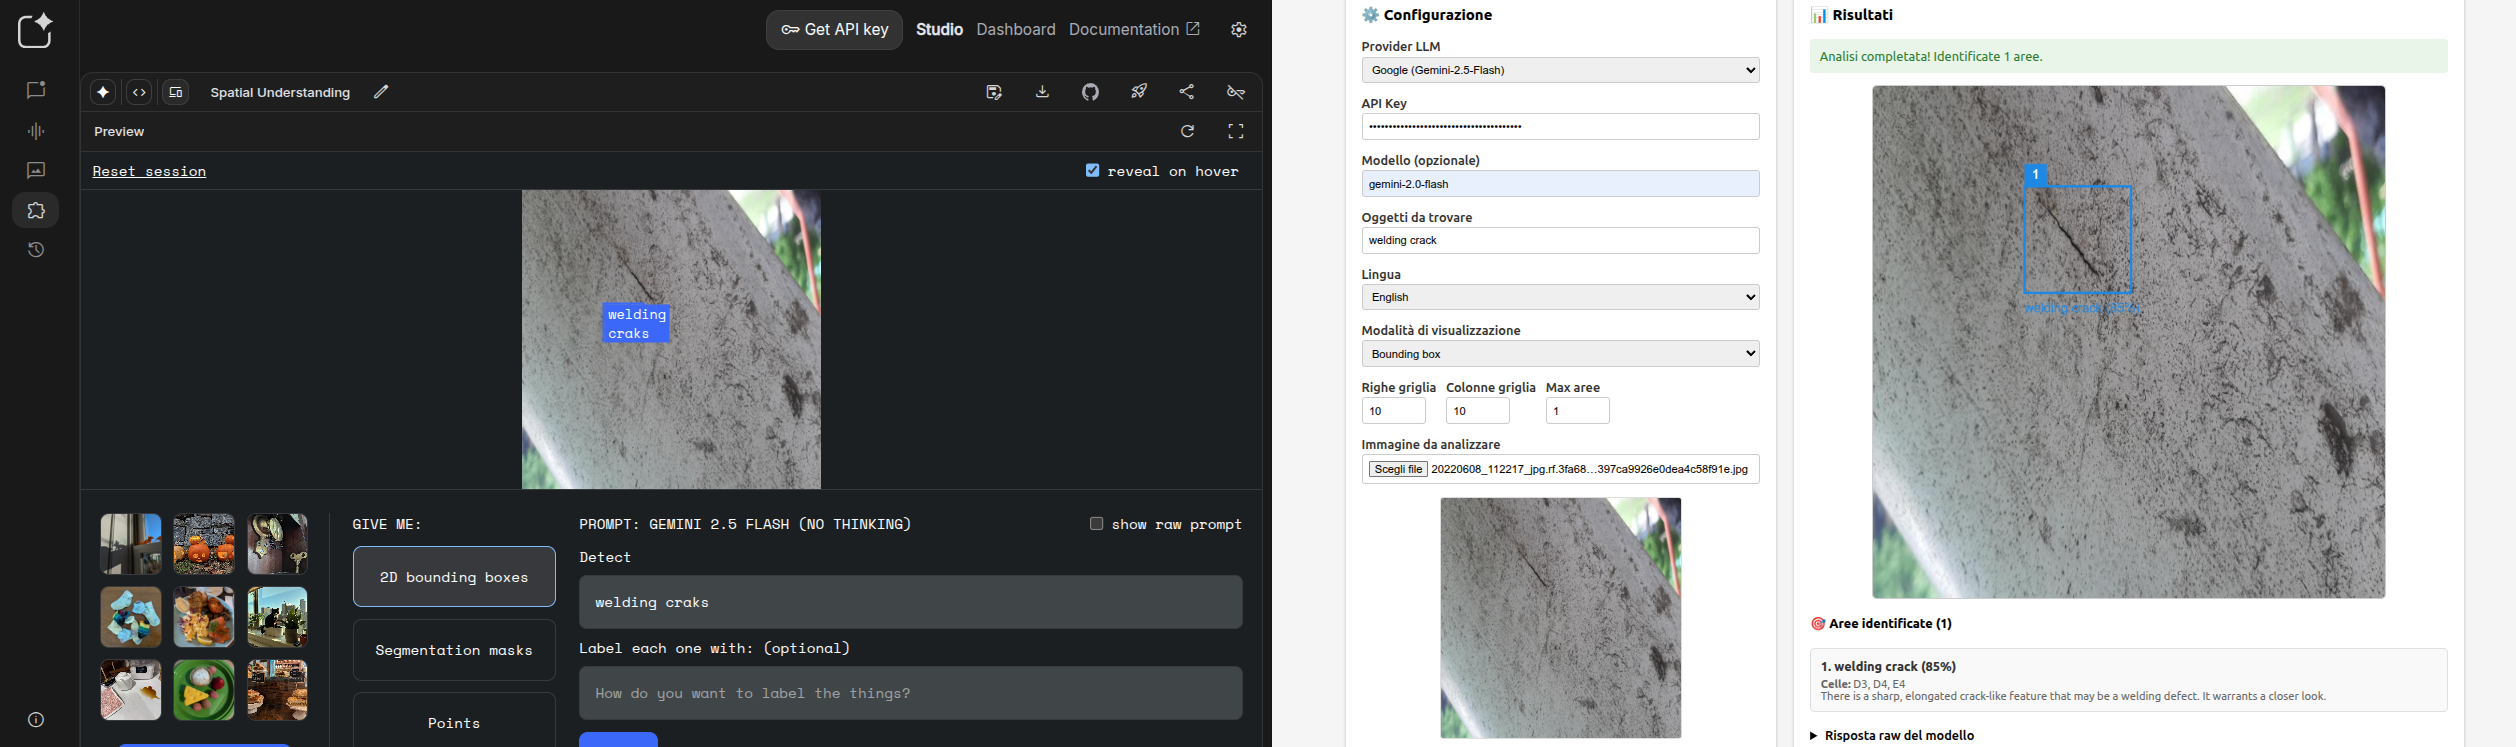 Get API key
Studio
Dashboard
Documentation
Spatial Understanding
Preview
Reset session
reveal on hover
welding
craks
GIVE ME:
2D bounding boxes
Segmentation masks
Points
PROMPT: GEMINI 2.5 FLASH (NO THINKING)
show raw prompt
Detect
welding craks
Label each one with: (optional)
How do you want to label the things?
⚙️ Configurazione
Provider LLM
Google (Gemini-2.5-Flash)
API Key
Modello (opzionale)
gemini-2.0-flash
Oggetti da trovare
welding crack
Lingua
English
Modalità di visualizzazione
Bounding box
Righe griglia Colonne griglia Max aree
10 10 1
Immagine da analizzare
Scegli file 20220608_112217_jpg.rf.3fa68…397ca9926e0dea4c58f91e.jpg
📊 Risultati
Analisi completata! Identificate 1 aree.
1
welding crack (85%)
🎯 Aree identificate (1)
1. welding crack (85%)
Celle: D3, D4, E4
There is a sharp, elongated crack-like feature that may be a welding defect. It warrants a closer look.
▶ Risposta raw del modello